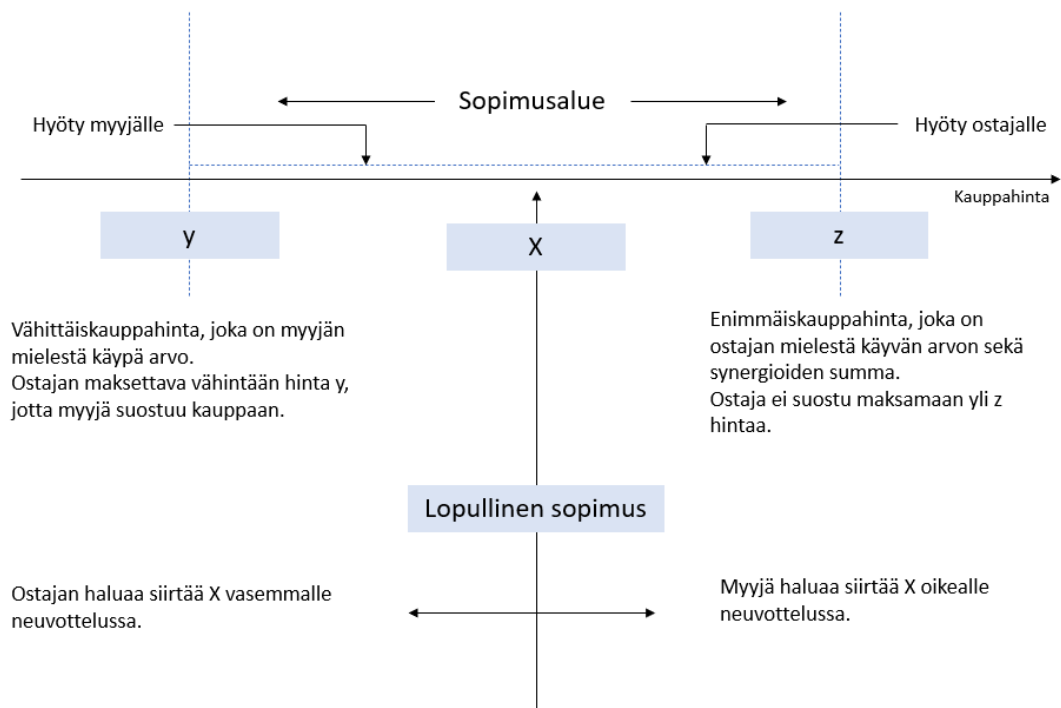 Sopimusalue
Hyöty myyjälle
Hyöty ostajalle
Kauppahinta
y
X
z
Vähittäiskauppahinta, joka on myyjän
mielestä käypä arvo.
Ostajan maksettava vähintään hinta y,
jotta myyjä suostuu kauppaan.
Enimmäiskauppahinta, joka on
ostajan mielestä käyvän arvon sekä
synergioiden summa.
Ostaja ei suostu maksamaan yli z
hintaa.
Lopullinen sopimus
Ostajan haluaa siirtää X vasemmalle
neuvottelussa.
Myyjä haluaa siirtää X oikealle
neuvottelussa.